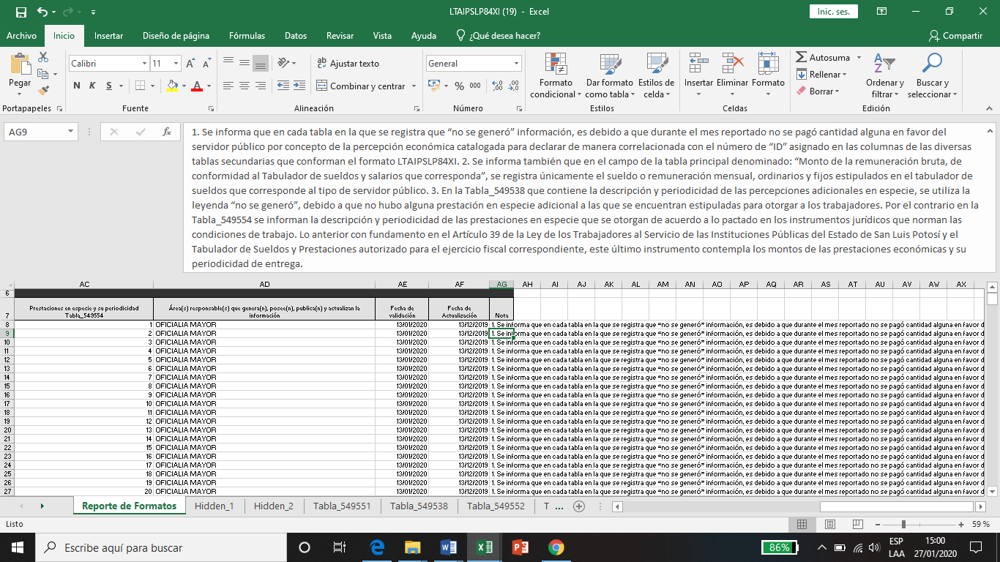 LTAIPSLP84XI (19) - Excel
Inic. ses.
Archivo Inicio Insertar Diseño de página Fórmulas Datos Revisar Vista Ayuda ¿Qué desea hacer? Compartir
Pegar
Calibri 11
N K S
Ajustar texto
Combinar y centrar
General
% 000
Formato condicional
Dar formato como tabla
Estilos de celda
Insertar Eliminar Formato
Autosuma
Rellenar
Borrar
Ordenar y filtrar
Buscar y seleccionar
Portapapeles Fuente Alineación Número Estilos Celdas Edición
AG9
fx
1. Se informa que en cada tabla en la que se registra que “no se generó” información, es debido a que durante el mes reportado no se pagó cantidad alguna en favor del
servidor público por concepto de la percepción económica catalogada para declarar de manera correlacionada con el número de “ID” asignado en las columnas de las diversas
tablas secundarias que conforman el formato LTAIPSLP84XI. 2. Se informa también que en el campo de la tabla principal denominado: “Monto de la remuneración bruta, de
conformidad al Tabulador de sueldos y salarios que corresponda”, se registra únicamente el sueldo o remuneración mensual, ordinarios y fijos estipulados en el tabulador de
sueldos que corresponde al tipo de servidor público. 3. En la Tabla_549538 que contiene la descripción y periodicidad de las percepciones adicionales en especie, se utiliza la
leyenda “no se generó”, debido a que no hubo alguna prestación en especie adicional a las que se encuentran estipuladas para otorgar a los trabajadores. Por el contrario en la
Tabla_549554 se informan la descripción y periodicidad de las prestaciones en especie que se otorgan de acuerdo a lo pactado en los instrumentos jurídicos que norman las
condiciones de trabajo. Lo anterior con fundamento en el Artículo 39 de la Ley de los Trabajadores al Servicio de las Instituciones Públicas del Estado de San Luis Potosí y el
Tabulador de Sueldos y Prestaciones autorizado para el ejercicio fiscal correspondiente, este último instrumento contempla los montos de las prestaciones económicas y su
periodicidad de entrega.
AC AD AE AF AG AH AI AJ AK AL AM AN AO AP AQ AR AS AT AU AV AW AX
6
7 Prestaciones en especie y su periodicidad Tabla_549554 Área(s) responsable(s) que genera(n), posee(n), publica(n) y actualizan la información Fecha de validación Fecha de Actualización Nota
8 1 OFICIALIA MAYOR 13/01/2020 13/12/2019 1. Se informa que en cada tabla en la que se registra que “no se generó” información, es debido a que durante el mes reportado no se pagó cantidad alguna en favor d
9 2 OFICIALIA MAYOR 13/01/2020 13/12/2019 1. Se informa que en cada tabla en la que se registra que “no se generó” información, es debido a que durante el mes reportado no se pagó cantidad alguna en favor d
10 3 OFICIALIA MAYOR 13/01/2020 13/12/2019 1. Se informa que en cada tabla en la que se registra que “no se generó” información, es debido a que durante el mes reportado no se pagó cantidad alguna en favor d
11 4 OFICIALIA MAYOR 13/01/2020 13/12/2019 1. Se informa que en cada tabla en la que se registra que “no se generó” información, es debido a que durante el mes reportado no se pagó cantidad alguna en favor d
12 5 OFICIALIA MAYOR 13/01/2020 13/12/2019 1. Se informa que en cada tabla en la que se registra que “no se generó” información, es debido a que durante el mes reportado no se pagó cantidad alguna en favor d
13 6 OFICIALIA MAYOR 13/01/2020 13/12/2019 1. Se informa que en cada tabla en la que se registra que “no se generó” información, es debido a que durante el mes reportado no se pagó cantidad alguna en favor d
14 7 OFICIALIA MAYOR 13/01/2020 13/12/2019 1. Se informa que en cada tabla en la que se registra que “no se generó” información, es debido a que durante el mes reportado no se pagó cantidad alguna en favor d
15 8 OFICIALIA MAYOR 13/01/2020 13/12/2019 1. Se informa que en cada tabla en la que se registra que “no se generó” información, es debido a que durante el mes reportado no se pagó cantidad alguna en favor d
16 9 OFICIALIA MAYOR 13/01/2020 13/12/2019 1. Se informa que en cada tabla en la que se registra que “no se generó” información, es debido a que durante el mes reportado no se pagó cantidad alguna en favor d
17 10 OFICIALIA MAYOR 13/01/2020 13/12/2019 1. Se informa que en cada tabla en la que se registra que “no se generó” información, es debido a que durante el mes reportado no se pagó cantidad alguna en favor d
18 11 OFICIALIA MAYOR 13/01/2020 13/12/2019 1. Se informa que en cada tabla en la que se registra que “no se generó” información, es debido a que durante el mes reportado no se pagó cantidad alguna en favor d
19 12 OFICIALIA MAYOR 13/01/2020 13/12/2019 1. Se informa que en cada tabla en la que se registra que “no se generó” información, es debido a que durante el mes reportado no se pagó cantidad alguna en favor d
20 13 OFICIALIA MAYOR 13/01/2020 13/12/2019 1. Se informa que en cada tabla en la que se registra que “no se generó” información, es debido a que durante el mes reportado no se pagó cantidad alguna en favor d
21 14 OFICIALIA MAYOR 13/01/2020 13/12/2019 1. Se informa que en cada tabla en la que se registra que “no se generó” información, es debido a que durante el mes reportado no se pagó cantidad alguna en favor d
22 15 OFICIALIA MAYOR 13/01/2020 13/12/2019 1. Se informa que en cada tabla en la que se registra que “no se generó” información, es debido a que durante el mes reportado no se pagó cantidad alguna en favor d
23 16 OFICIALIA MAYOR 13/01/2020 13/12/2019 1. Se informa que en cada tabla en la que se registra que “no se generó” información, es debido a que durante el mes reportado no se pagó cantidad alguna en favor d
24 17 OFICIALIA MAYOR 13/01/2020 13/12/2019 1. Se informa que en cada tabla en la que se registra que “no se generó” información, es debido a que durante el mes reportado no se pagó cantidad alguna en favor d
25 18 OFICIALIA MAYOR 13/01/2020 13/12/2019 1. Se informa que en cada tabla en la que se registra que “no se generó” información, es debido a que durante el mes reportado no se pagó cantidad alguna en favor d
26 19 OFICIALIA MAYOR 13/01/2020 13/12/2019 1. Se informa que en cada tabla en la que se registra que “no se generó” información, es debido a que durante el mes reportado no se pagó cantidad alguna en favor d
27 20 OFICIALIA MAYOR 13/01/2020 13/12/2019 1. Se informa que en cada tabla en la que se registra que “no se generó” información, es debido a que durante el mes reportado no se pagó cantidad alguna en favor d
Reporte de Formatos Hidden_1 Hidden_2 Tabla_549551 Tabla_549538 Tabla_549552 T ...
Listo 59 %
Escribe aquí para buscar
86%
ESP
LAA
15:00
27/01/2020